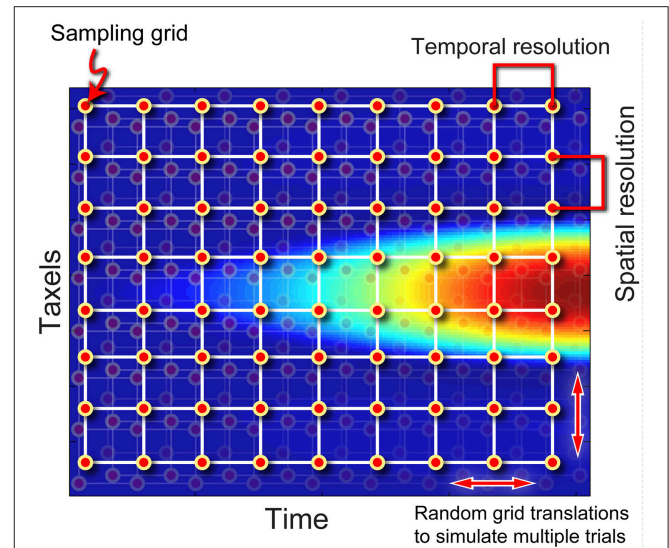 Sampling grid
Temporal resolution
Spatial resolution
Taxels
Time
Random grid translations
to simulate multiple trials